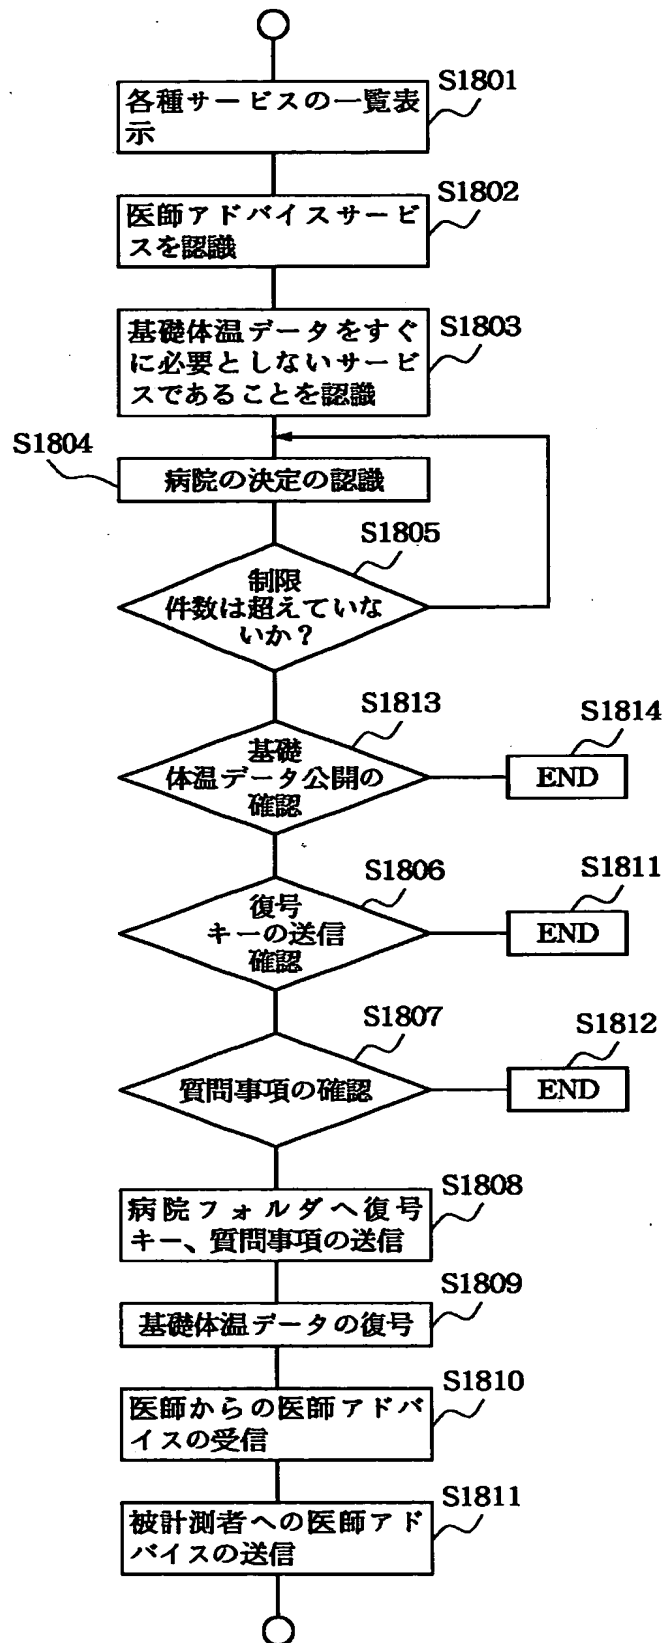 S1801
各種サービスの一覧表
示
S1802
医師アドバイスサービ
スを認識
S1803
基礎体温データをすぐ
に必要としないサービ
スであることを認識
S1804
病院の決定の認識
S1805
制限
件数は超えていな
いか？
S1813
基礎
体温データ公開の
確認
S1814
END
S1806
復号
キーの送信
確認
S1811
END
S1807
質問事項の確認
S1812
END
S1808
病院フォルダへ復号
キー、質問事項の送信
S1809
基礎体温データの復号
S1810
医師からの医師アドバ
イスの受信
S1811
被計測者への医師アド
バイスの送信